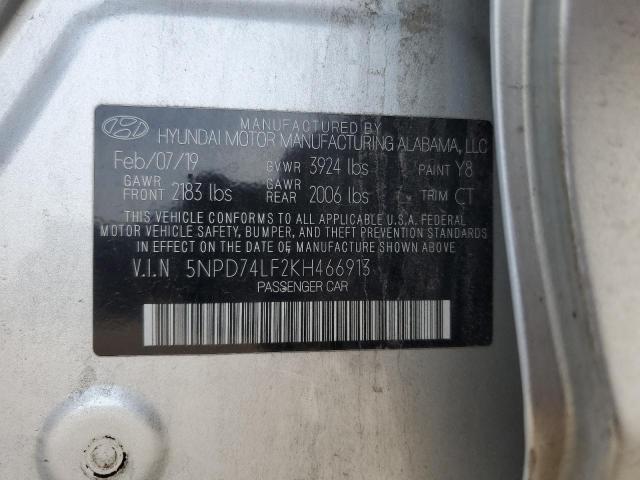 MANUFACTURED BY
HYUNDAI MOTOR MANUFACTURING ALABAMA, LLC
Feb/07/19 GVWR 3924 lbs PAINT Y8
GAWR FRONT 2183 lbs GAWR REAR 2006 lbs TRIM CT
THIS VEHICLE CONFORMS TO ALL APPLICABLE U.S.A. FEDERAL
MOTOR VEHICLE SAFETY, BUMPER, AND THEFT PREVENTION STANDARDS
IN EFFECT ON THE DATE OF MANUFACTURE SHOWN ABOVE.
V.I.N 5NPD74LF2KH466913
PASSENGER CAR